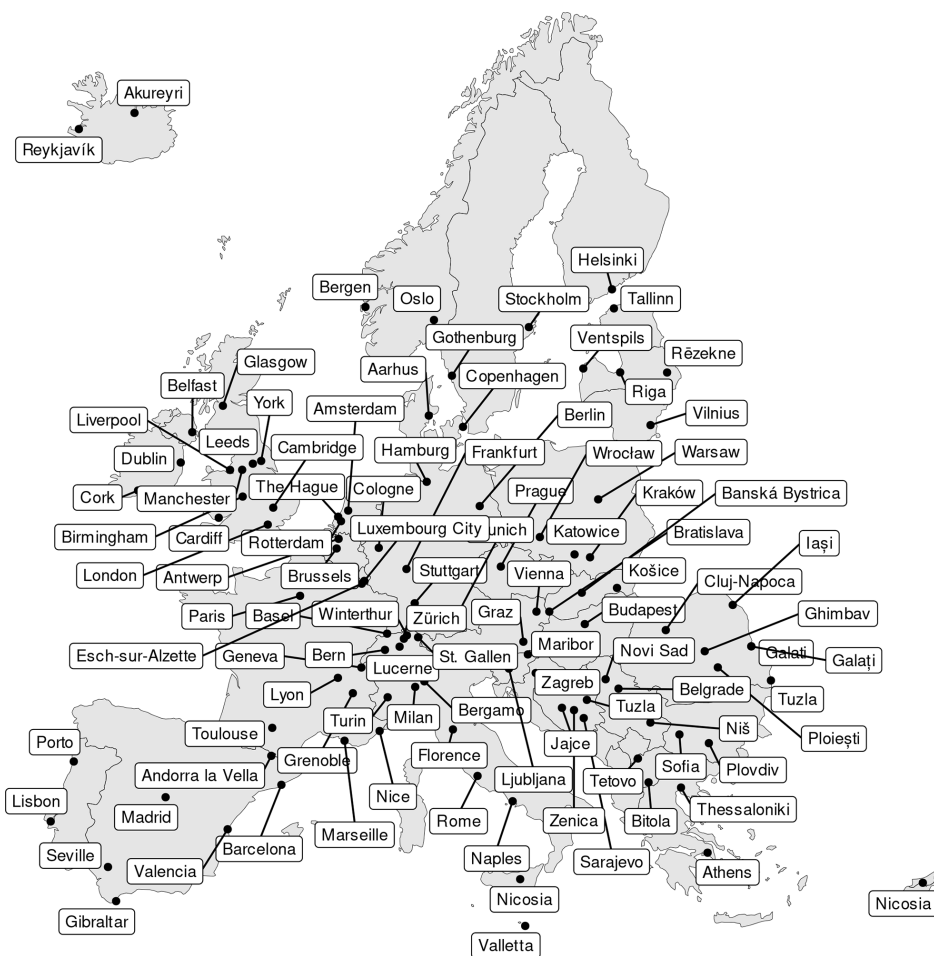 Akureyri
Reykjavík
Helsinki
Bergen
Oslo
Stockholm
Tallinn
Gothenburg
Ventspils
Rēzekne
Glasgow
Aarhus
Copenhagen
Belfast
Riga
York
Amsterdam
Berlin
Vilnius
Liverpool
Leeds
Cambridge
Hamburg
Frankfurt
Wrocław
Warsaw
Dublin
The Hague
Cologne
Prague
Kraków
Banská Bystrica
Cork
Manchester
Birmingham
Cardiff
Rotterdam
Luxembourg City
unich
Katowice
Bratislava
Iași
London
Antwerp
Brussels
Stuttgart
Vienna
Košice
Cluj-Napoca
Paris
Basel
Winterthur
Zürich
Graz
Budapest
Ghimbav
Esch-sur-Alzette
Geneva
Bern
Lucerne
St. Gallen
Maribor
Novi Sad
Galati
Galați
Lyon
Zagreb
Belgrade
Tuzla
Turin
Milan
Bergamo
Tuzla
Toulouse
Niš
Ploiești
Porto
Grenoble
Florence
Jajce
Andorra la Vella
Ljubljana
Tetovo
Sofia
Plovdiv
Lisbon
Madrid
Nice
Thessaloniki
Marseille
Rome
Zenica
Bitola
Seville
Barcelona
Valencia
Naples
Sarajevo
Athens
Nicosia
Nicosia
Gibraltar
Valletta